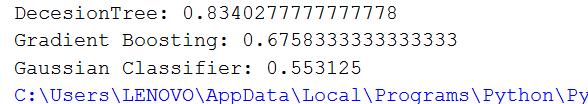 DecesionTree: 0.8340277777777778
Gradient Boosting: 0.6758333333333333
Gaussian Classifier: 0.553125
C:\Users\LENOVO\AppData\Local\Programs\Python\Py